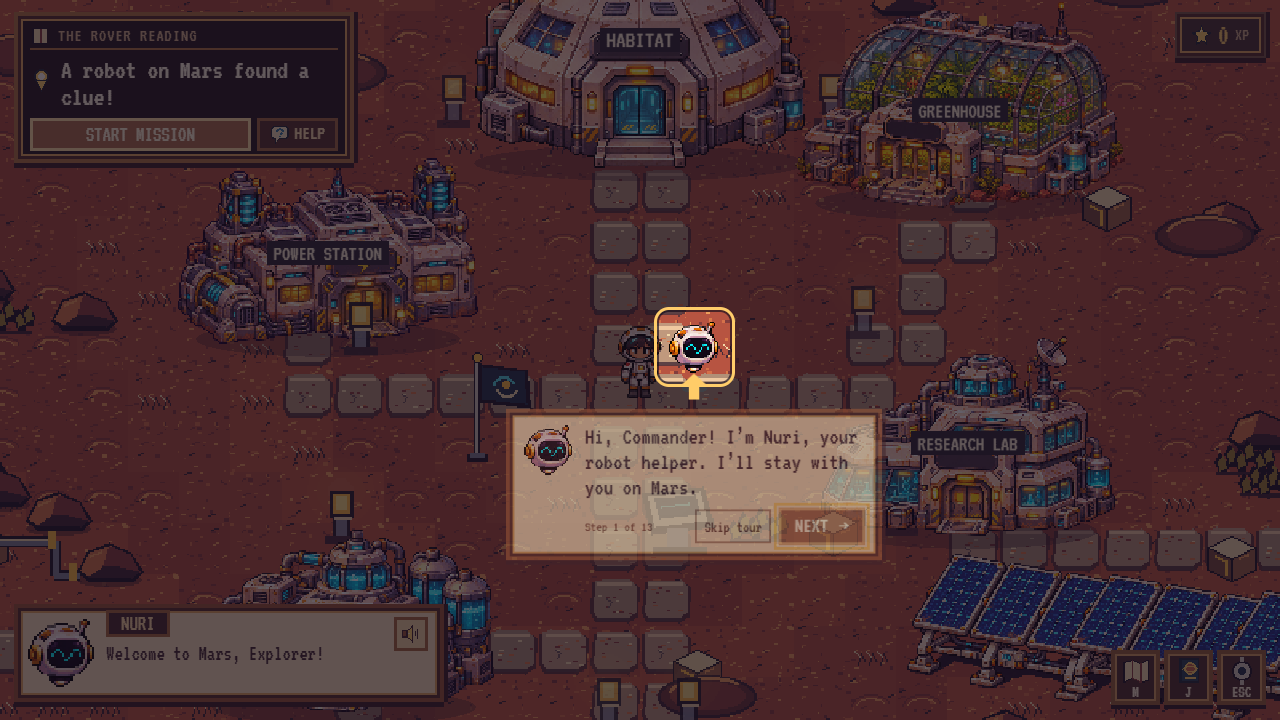 THE ROVER READING
A robot on Mars found a
clue!
START MISSION
HELP
HABITAT
GREENHOUSE
0 XP
POWER STATION
RESEARCH LAB
Hi, Commander! I'm Nuri, your
robot helper. I'll stay with
you on Mars.
Step 1 of 13
Skip tour
NEXT →
NURI
Welcome to Mars, Explorer!
M
J
ESC